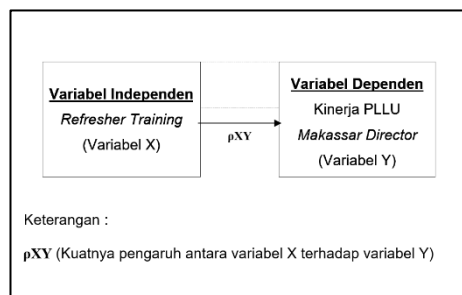 Variabel Independen
Refresher Training
(Variabel X)
ρXY
Variabel Dependen
Kinerja PLLU
Makassar Director
(Variabel Y)
Keterangan :
ρXY (Kuatnya pengaruh antara variabel X terhadap variabel Y)